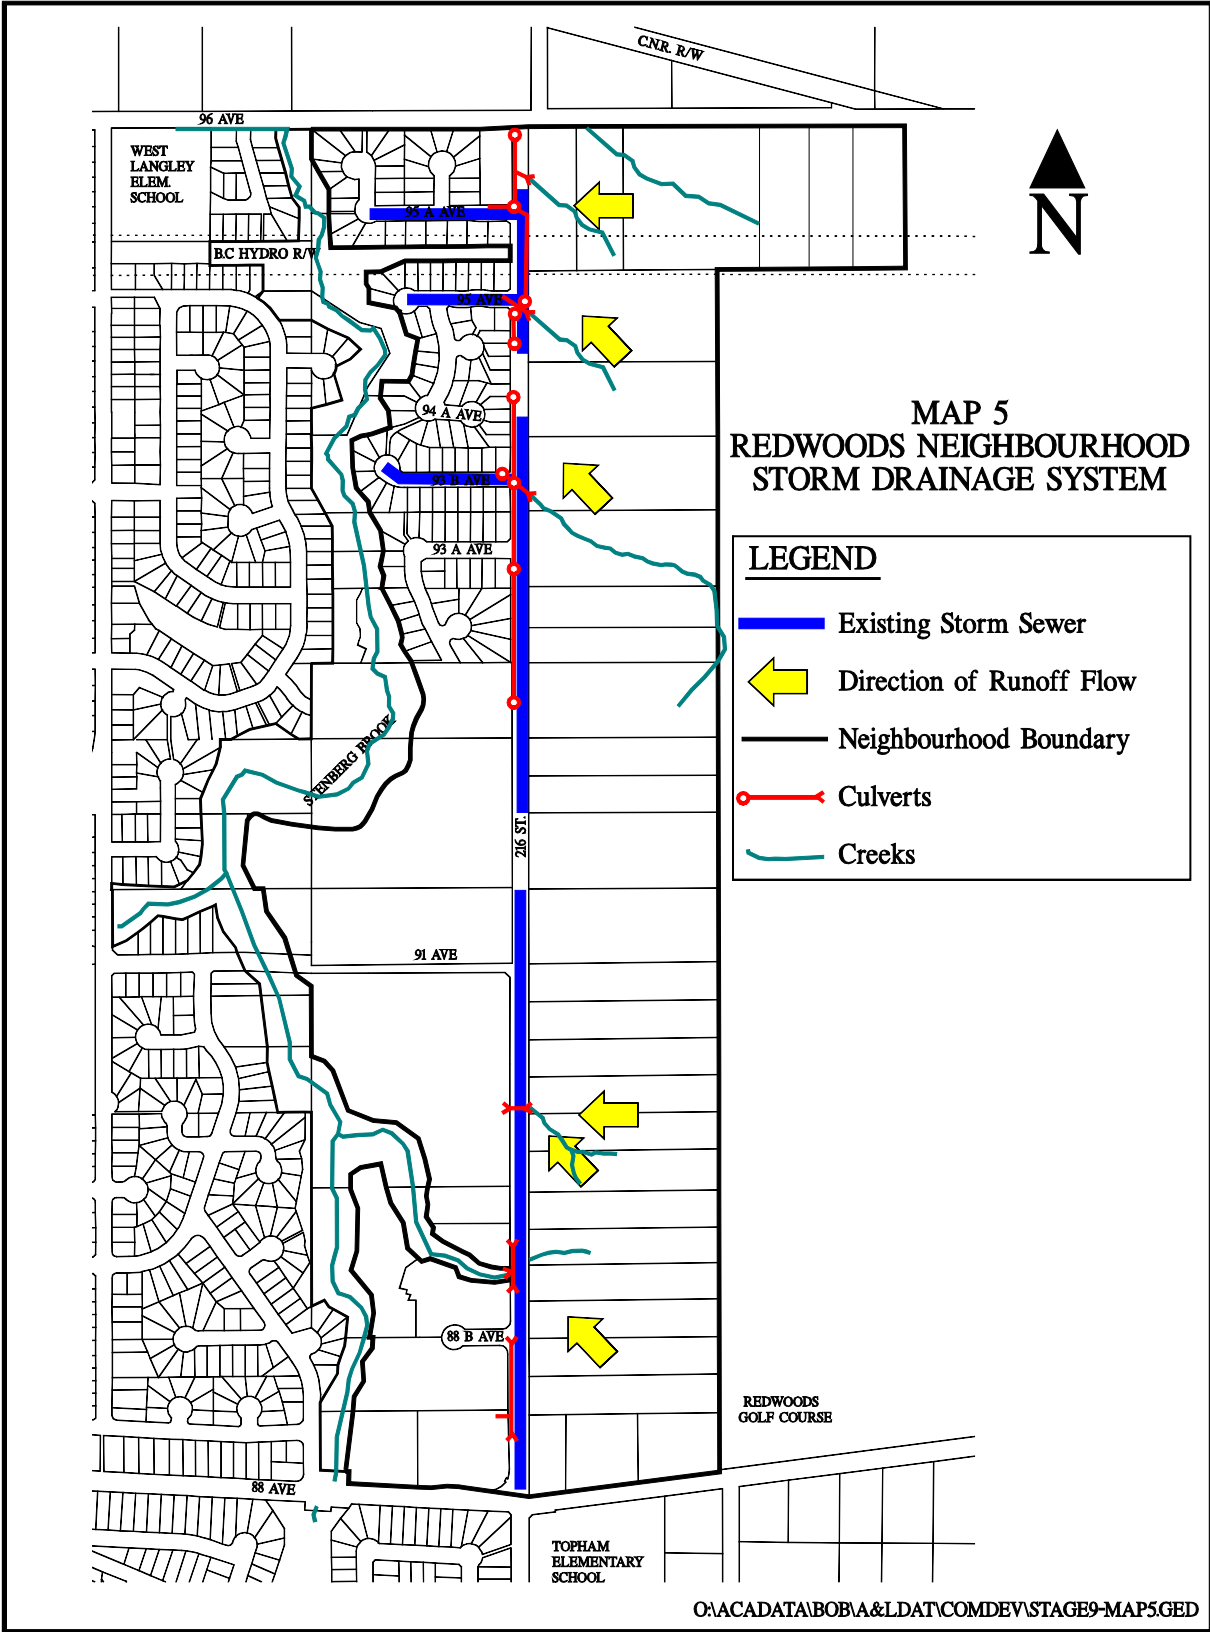 C.N.R. R/W
96 AVE
WEST
LANGLEY
ELEM.
SCHOOL
95 A AVE
B.C HYDRO R/W
95 AVE
94 A AVE
93 B AVE
93 A AVE
STENBERG BROOK
216 ST.
91 AVE
88 B AVE
88 AVE
N
MAP 5
REDWOODS NEIGHBOURHOOD
STORM DRAINAGE SYSTEM
LEGEND
Existing Storm Sewer
Direction of Runoff Flow
Neighbourhood Boundary
Culverts
Creeks
REDWOODS
GOLF COURSE
TOPHAM
ELEMENTARY
SCHOOL
O:\ACADATA\BOB\A&LDAT\COMDEV\STAGE9-MAP5.GED